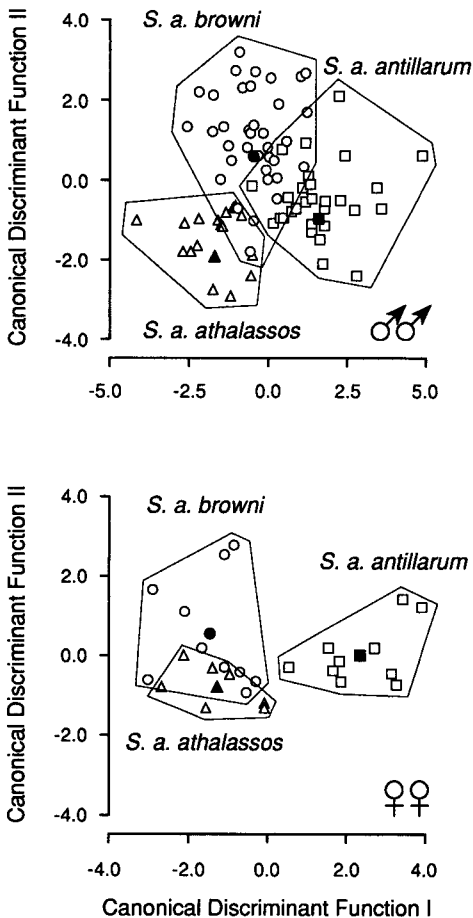 Canonical Discriminant Function II
4.0
2.0
0.0
-2.0
-4.0
S. a. browni
S. a. antillarum
S. a. athalassos
♂♂
-5.0 -2.5 0.0 2.5 5.0
Canonical Discriminant Function II
4.0
2.0
0.0
-2.0
-4.0
S. a. browni
S. a. antillarum
S. a. athalassos
♀♀
-4.0 -2.0 0.0 2.0 4.0
Canonical Discriminant Function I